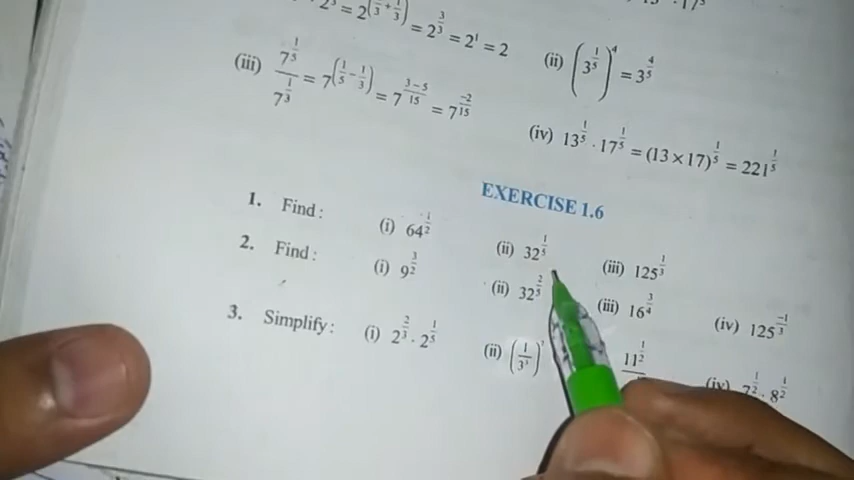 2^(1/3 + 1/3) = 2^(3/3) = 2^1 = 2
(ii) (3^(1/5))^4 = 3^(4/5)
(iii) 7^(1/5) / 7^(1/3) = 7^(1/5 - 1/3) = 7^((3-5)/15) = 7^(-2/15)
(iv) 13^(1/5) · 17^(1/5) = (13 × 17)^(1/5) = 221^(1/5)
EXERCISE 1.6
1. Find : (i) 64^(1/2) (ii) 32^(1/5) (iii) 125^(1/3)
2. Find : (i) 9^(3/2) (ii) 32^(2/5) (iii) 16^(3/4) (iv) 125^(-1/3)
3. Simplify : (i) 2^(2/3) · 2^(1/5) (ii) (1/3^3)^7 11^(1/2) (iv) 7^(1/2) · 8^(1/2)